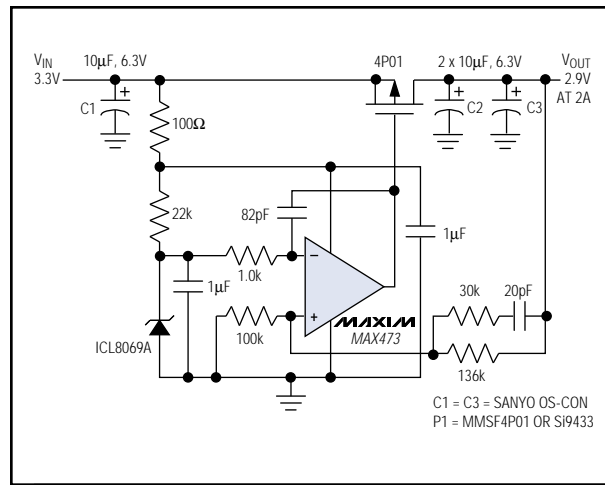 VIN
3.3V
10μF, 6.3V
C1
4P01
2 x 10μF, 6.3V
C2
C3
VOUT
2.9V
AT 2A
100Ω
22k
82pF
1μF
1.0k
1μF
−
+
MAXIM
MAX473
100k
ICL8069A
30k
20pF
136k
C1 = C3 = SANYO OS-CON
P1 = MMSF4P01 OR Si9433